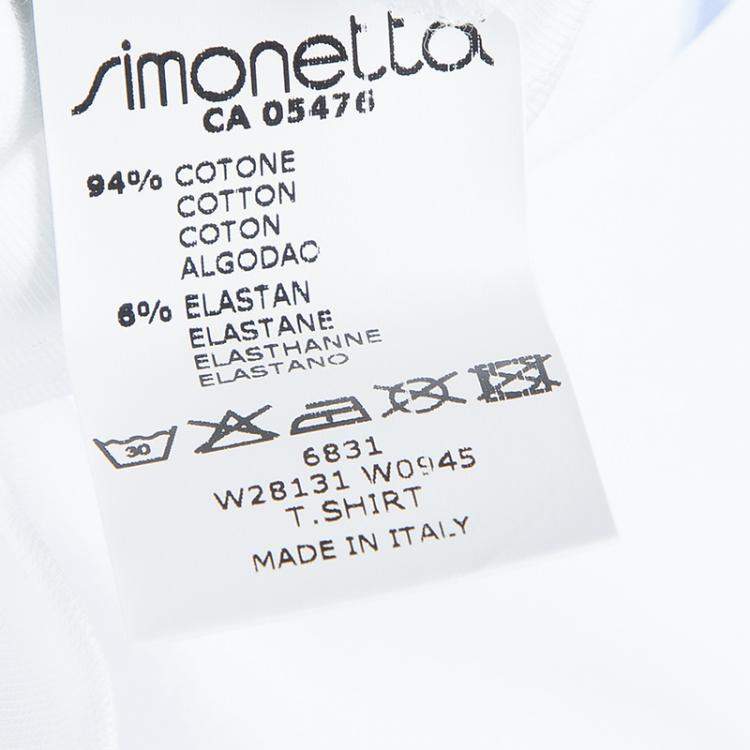 simonetta
CA 05476
94% COTONE
COTTON
COTON
ALGODAO
6% ELASTAN
ELASTANE
ELASTHANNE
ELASTANO
30
6831
W28131 W0945
T.SHIRT
MADE IN ITALY